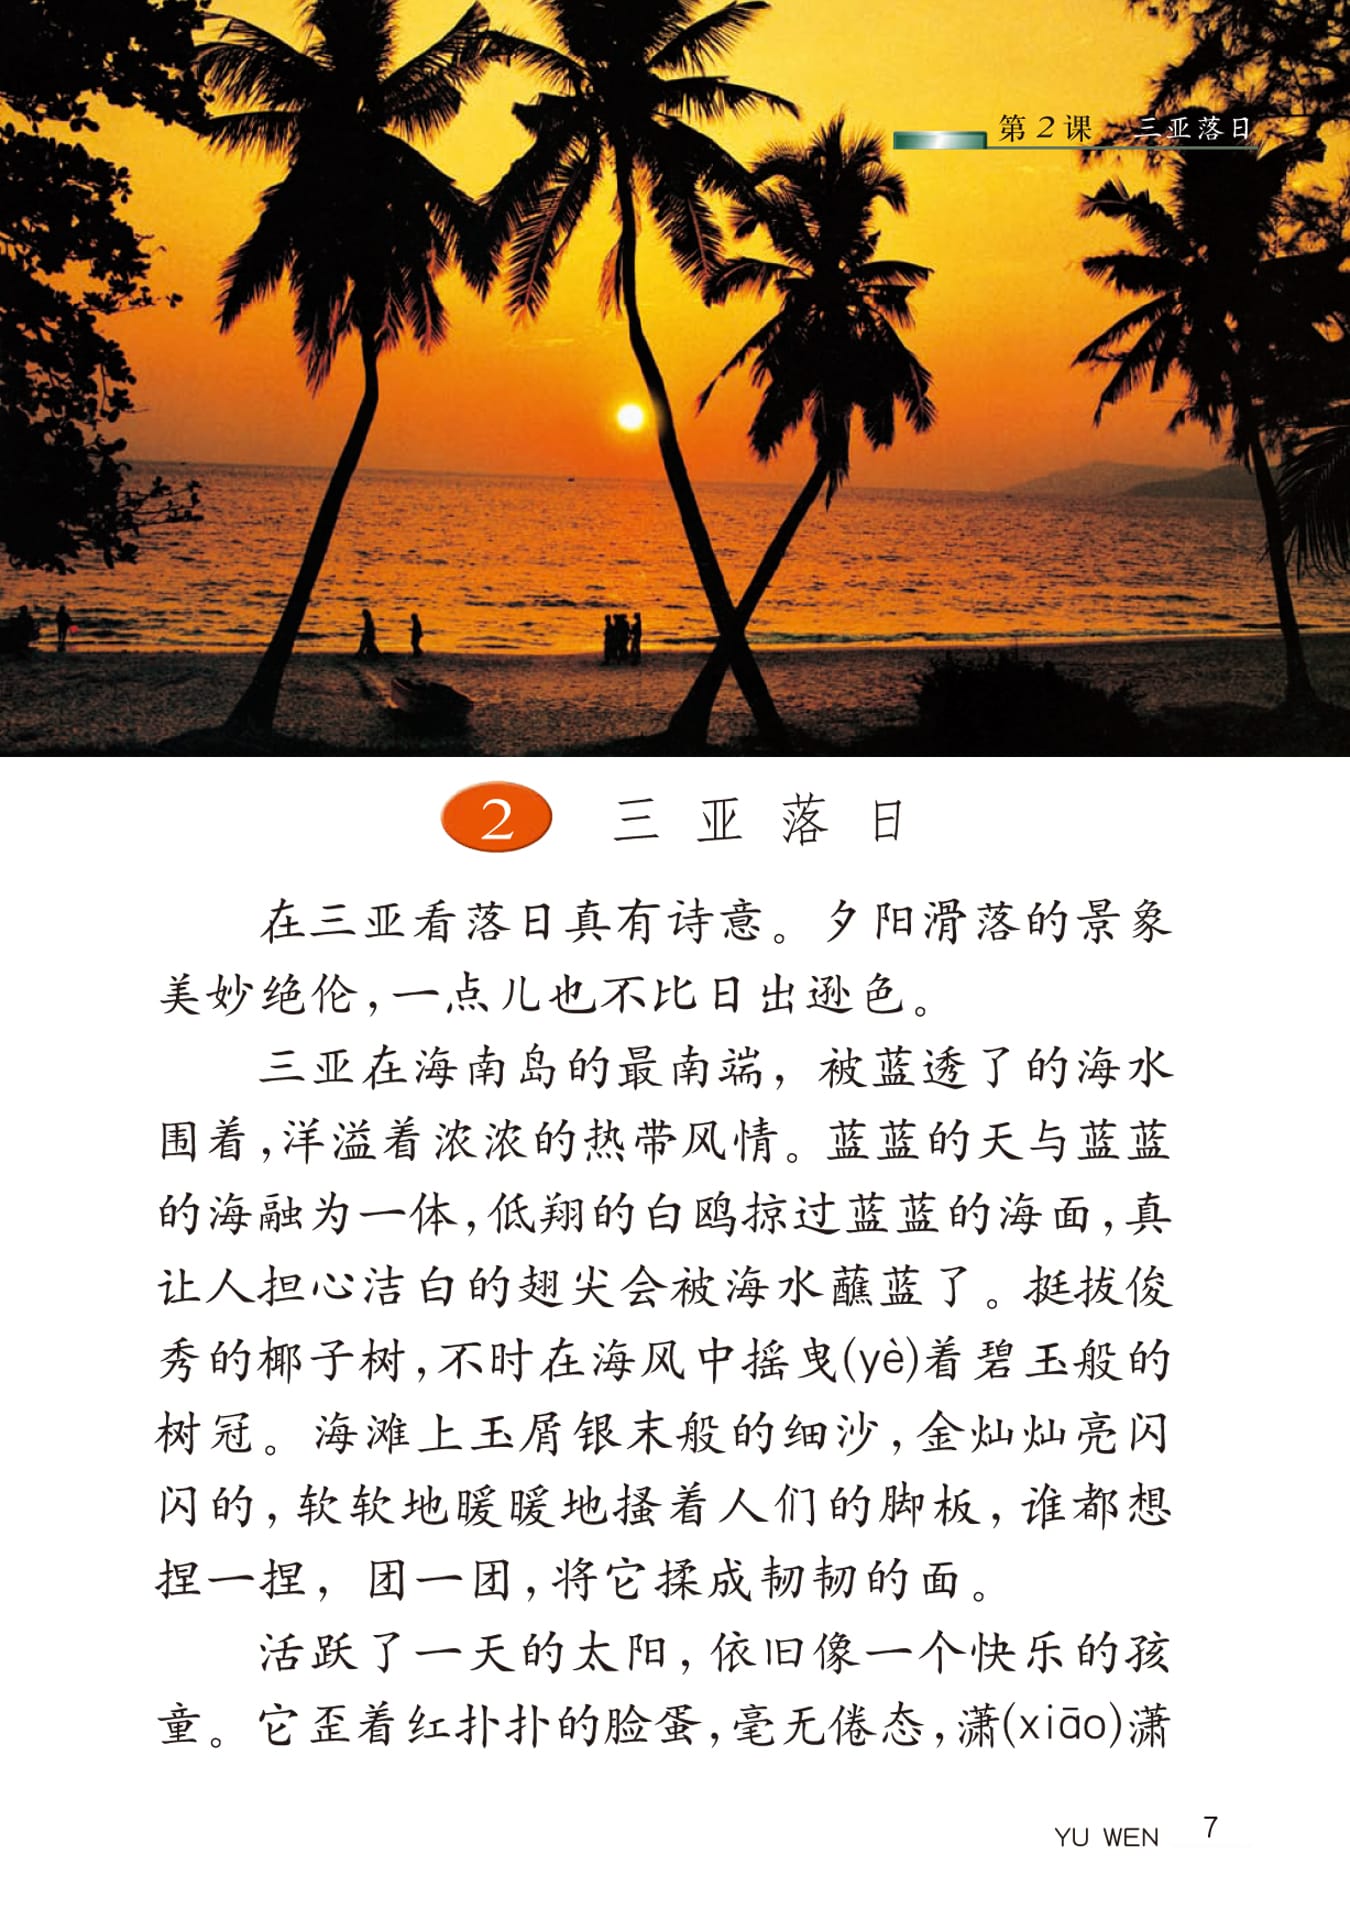 第2课 三亚落日
2 三亚落日
在三亚看落日真有诗意。夕阳滑落的景象
美妙绝伦,一点儿也不比日出逊色。
三亚在海南岛的最南端,被蓝透了的海水
围着,洋溢着浓浓的热带风情。蓝蓝的天与蓝蓝
的海融为一体,低翔的白鸥掠过蓝蓝的海面,真
让人担心洁白的翅尖会被海水蘸蓝了。挺拔俊
秀的椰子树,不时在海风中摇曳(yè)着碧玉般的
树冠。海滩上玉屑银末般的细沙,金灿灿亮闪
闪的,软软地暖暖地搔着人们的脚板,谁都想
捏一捏,团一团,将它揉成韧韧的面。
活跃了一天的太阳,依旧像一个快乐的孩
童。它歪着红扑扑的脸蛋,毫无倦态,潇(xiāo)潇
YU WEN 7